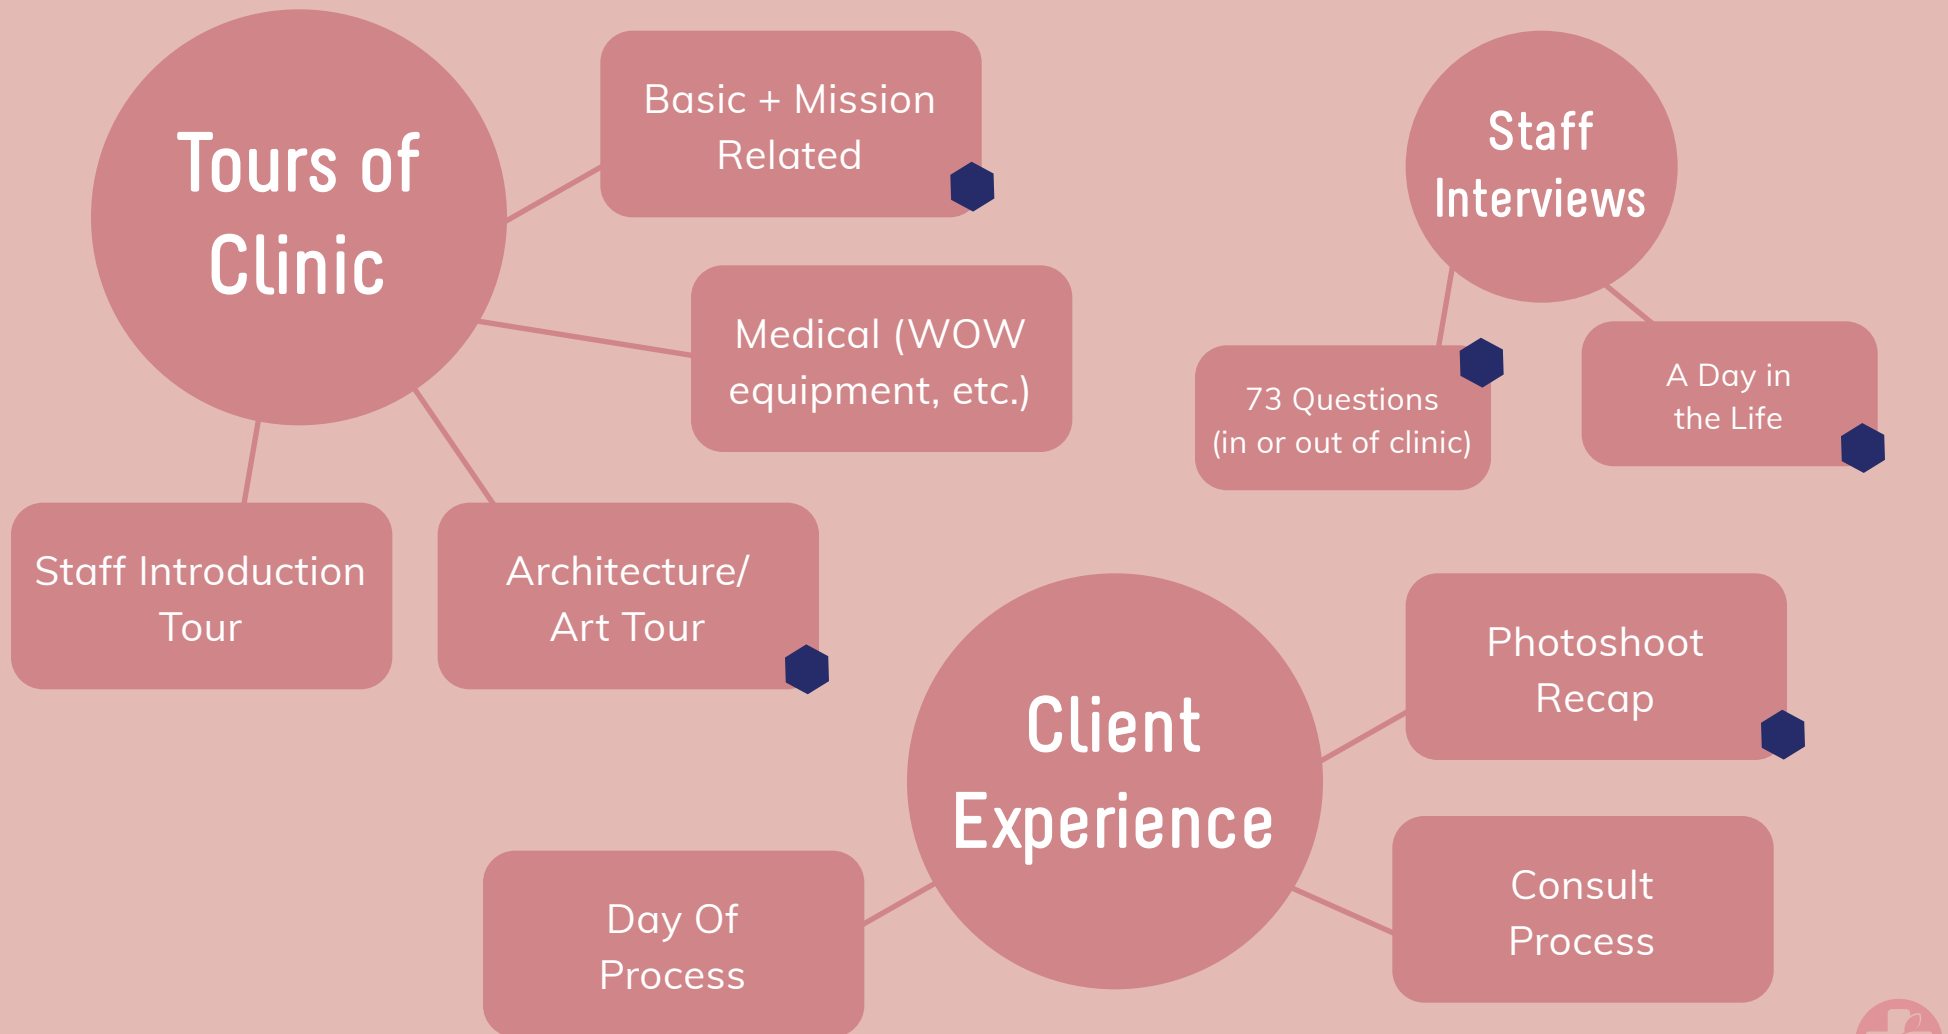 Tours of
Clinic
Basic + Mission
Related
Medical (WOW
equipment, etc.)
Staff Introduction
Tour
Architecture/
Art Tour
Staff
Interviews
73 Questions
(in or out of clinic)
A Day in
the Life
Client
Experience
Photoshoot
Recap
Consult
Process
Day Of
Process